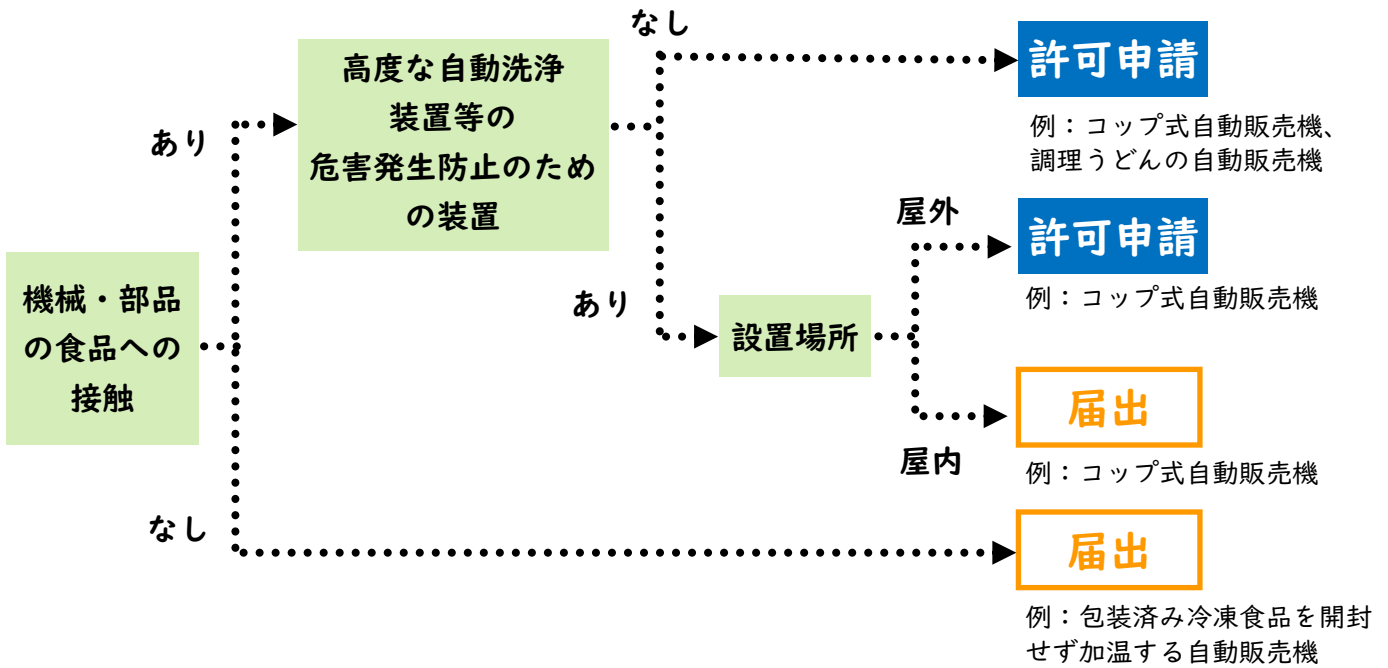 なし
高度な自動洗浄
装置等の
危害発生防止のため
の装置
許可申請
例：コップ式自動販売機、
調理うどんの自動販売機
あり
屋外
許可申請
例：コップ式自動販売機
機械・部品
の食品への
接触
あり
設置場所
届出
屋内
例：コップ式自動販売機
なし
届出
例：包装済み冷凍食品を開封
せず加温する自動販売機